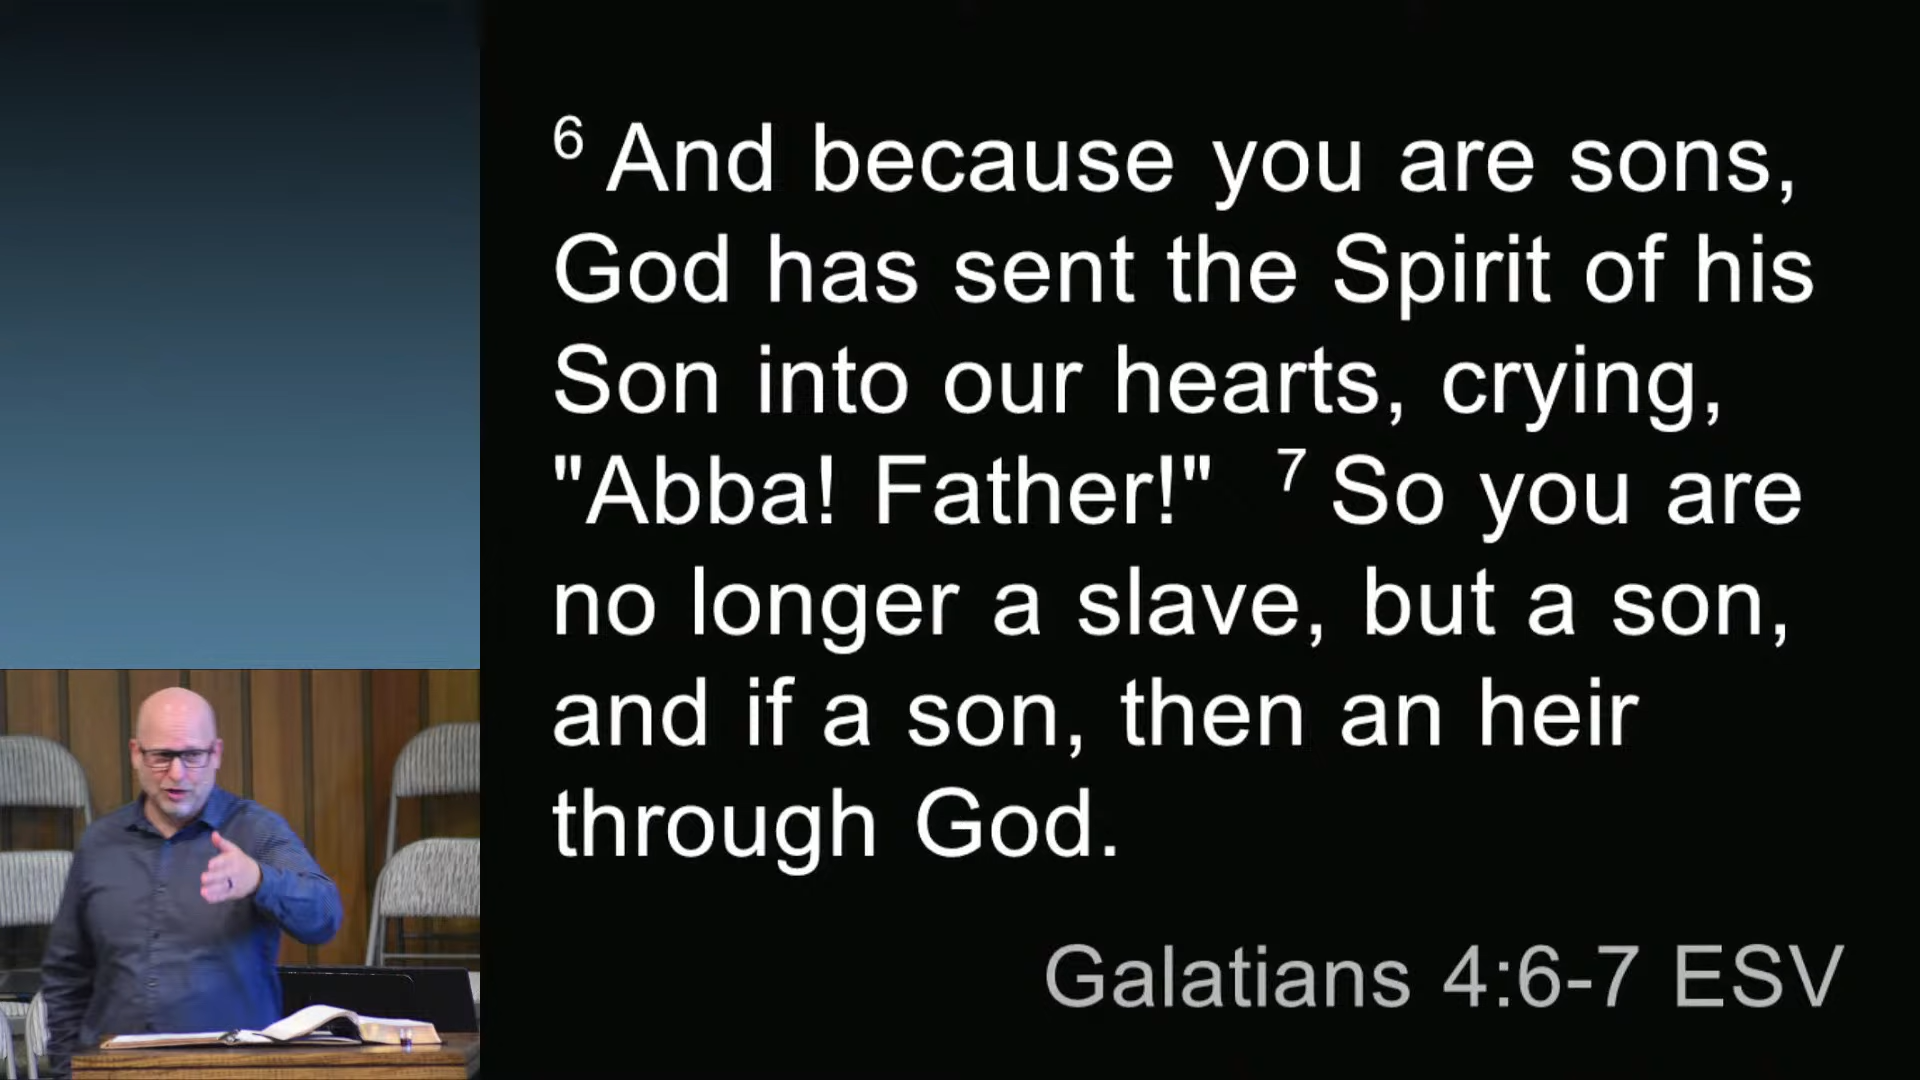 6 And because you are sons,
God has sent the Spirit of his
Son into our hearts, crying,
"Abba! Father!" 7 So you are
no longer a slave, but a son,
and if a son, then an heir
through God.
Galatians 4:6-7 ESV